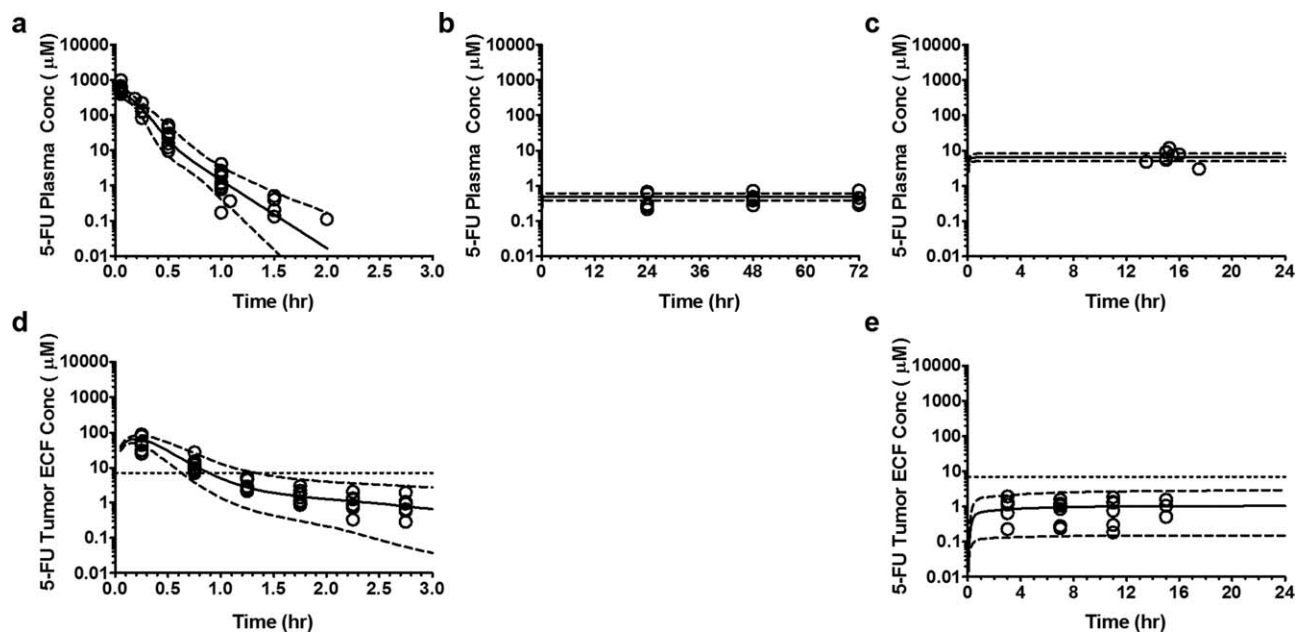 a
5-FU Plasma Conc ( μM)
10000
1000
100
10
1
0.1
0.01
0.0 0.5 1.0 1.5 2.0 2.5 3.0
Time (hr)
b
5-FU Plasma Conc ( μM)
10000
1000
100
10
1
0.1
0.01
0 12 24 36 48 60 72
Time (hr)
c
5-FU Plasma Conc ( μM)
10000
1000
100
10
1
0.1
0.01
0 4 8 12 16 20 24
Time (hr)
d
5-FU Tumor ECF Conc ( μM)
10000
1000
100
10
1
0.1
0.01
0.0 0.5 1.0 1.5 2.0 2.5 3.0
Time (hr)
e
5-FU Tumor ECF Conc ( μM)
10000
1000
100
10
1
0.1
0.01
0 4 8 12 16 20 24
Time (hr)